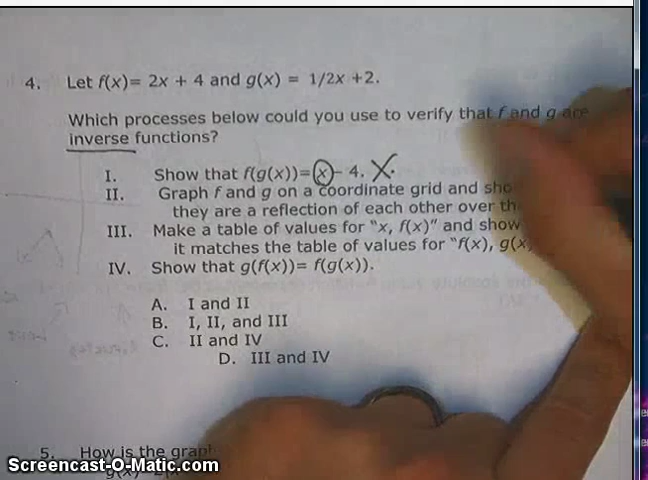 4. Let f(x)= 2x + 4 and g(x) = 1/2x +2.
Which processes below could you use to verify that f and g are
inverse functions?
I. Show that f(g(x))=x- 4. X
II. Graph f and g on a coordinate grid and sho
they are a reflection of each other over th
III. Make a table of values for "x, f(x)" and show
it matches the table of values for "f(x), g(x
IV. Show that g(f(x))= f(g(x)).
A. I and II
B. I, II, and III
C. II and IV
D. III and IV
5. How is the grap
Screencast-O-Matic.com